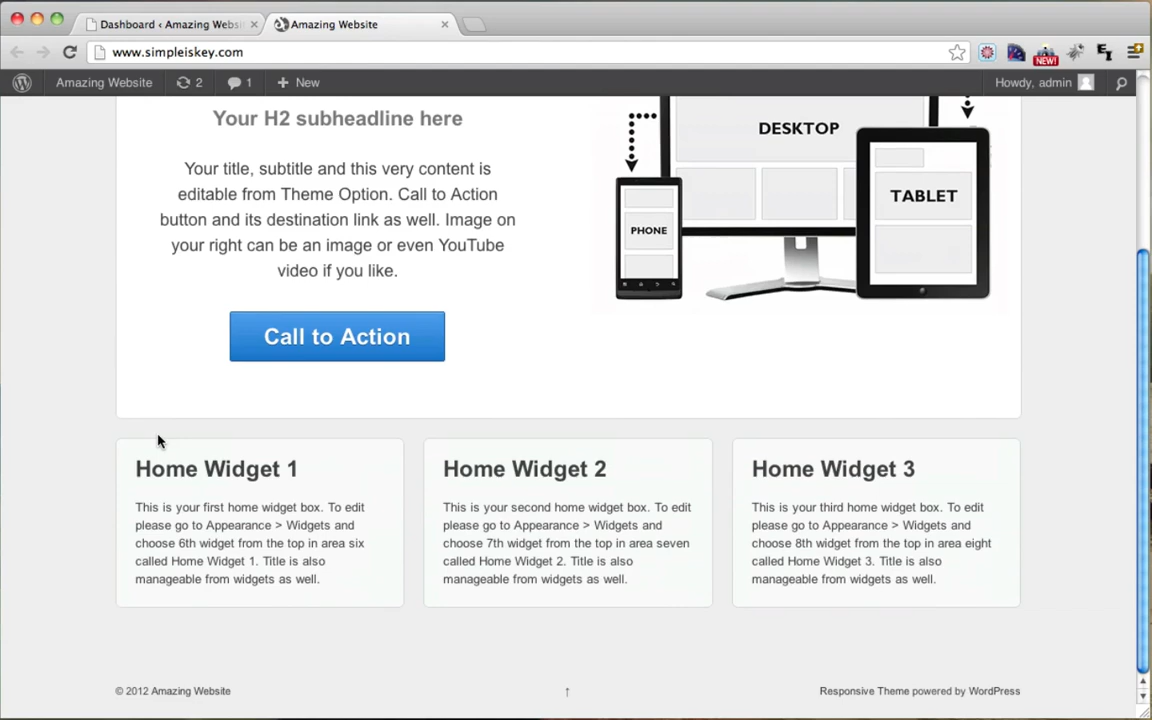 Dashboard ‹ Amazing Websi
Amazing Website
www.simpleiskey.com
NEW!
Amazing Website 2 1 + New Howdy, admin
Your H2 subheadline here
Your title, subtitle and this very content is
editable from Theme Option. Call to Action
button and its destination link as well. Image on
your right can be an image or even YouTube
video if you like.
Call to Action
DESKTOP
TABLET
PHONE
Home Widget 1
This is your first home widget box. To edit
please go to Appearance > Widgets and
choose 6th widget from the top in area six
called Home Widget 1. Title is also
manageable from widgets as well.
Home Widget 2
This is your second home widget box. To edit
please go to Appearance > Widgets and
choose 7th widget from the top in area seven
called Home Widget 2. Title is also
manageable from widgets as well.
Home Widget 3
This is your third home widget box. To edit
please go to Appearance > Widgets and
choose 8th widget from the top in area eight
called Home Widget 3. Title is also
manageable from widgets as well.
© 2012 Amazing Website ↑ Responsive Theme powered by WordPress